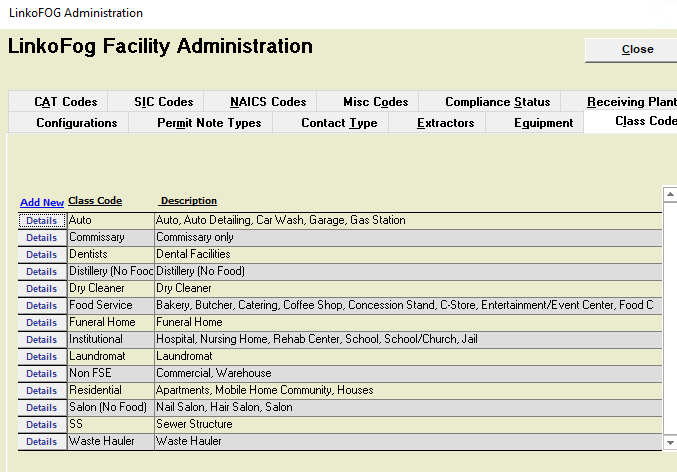 LinkoFOG Administration
LinkoFog Facility Administration
Close
CAT Codes SIC Codes NAICS Codes Misc Codes Compliance Status Receiving Plant
Configurations Permit Note Types Contact Type Extractors Equipment Class Code
Add New Class Code Description
Details Auto Auto, Auto Detailing, Car Wash, Garage, Gas Station
Details Commissary Commissary only
Details Dentists Dental Facilities
Details Distillery (No Food Distillery (No Food)
Details Dry Cleaner Dry Cleaner
Details Food Service Bakery, Butcher, Catering, Coffee Shop, Concession Stand, C-Store, Entertainment/Event Center, Food C
Details Funeral Home Funeral Home
Details Institutional Hospital, Nursing Home, Rehab Center, School, School/Church, Jail
Details Laundromat Laundromat
Details Non FSE Commercial, Warehouse
Details Residential Apartments, Mobile Home Community, Houses
Details Salon (No Food) Nail Salon, Hair Salon, Salon
Details SS Sewer Structure
Details Waste Hauler Waste Hauler